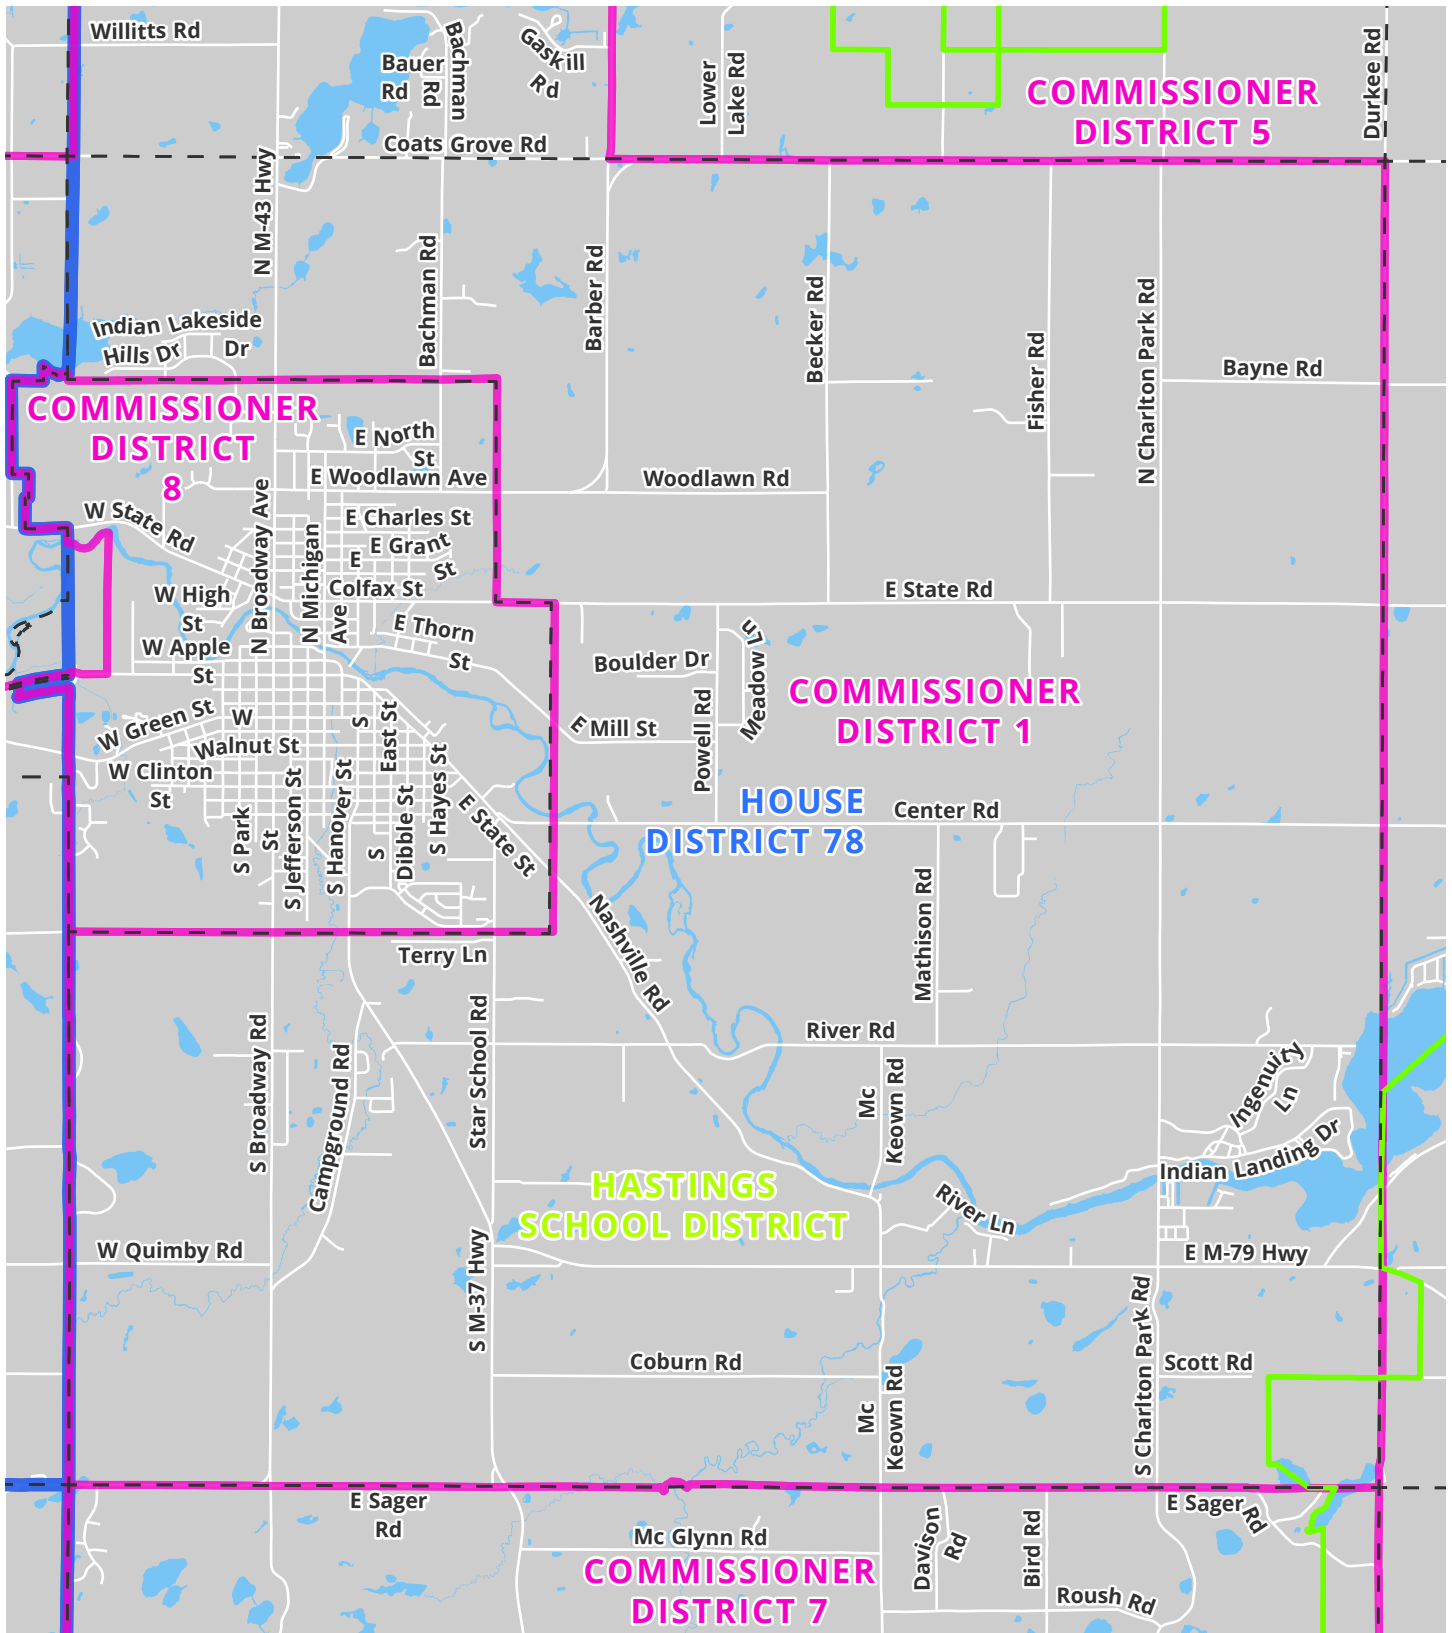 Willitts Rd
Bauer
Rd
Bachman
Rd
Gaskill
Rd
Lower
Lake Rd
COMMISSIONER
DISTRICT 5
Durkee Rd
Coats Grove Rd
N M-43 Hwy
Bachman Rd
Barber Rd
Becker Rd
Fisher Rd
N Charlton Park Rd
Bayne Rd
Indian Lakeside
Hills Dr
Dr
COMMISSIONER
DISTRICT
8
E North
St
E Woodlawn Ave
Woodlawn Rd
W State Rd
N Broadway Ave
N Michigan
Ave
E Charles St
E Grant
St
E
Colfax St
E State Rd
W High
St
E Thorn
St
W Apple
St
Boulder Dr
Meadow Ln
Powell Rd
COMMISSIONER
DISTRICT 1
W Green St
W
Walnut St
S
East St
E Mill St
W Clinton
St
HOUSE
DISTRICT 78
Center Rd
S Park
St
S Jefferson St
S Hanover St
S
Dibble St
S Hayes St
E State St
Nashville Rd
Mathison Rd
Terry Ln
River Rd
S Broadway Rd
Campground Rd
Star School Rd
Mc
Keown Rd
Ingenuity
Ln
Indian Landing Dr
HASTINGS
SCHOOL DISTRICT
River Ln
W Quimby Rd
S M-37 Hwy
E M-79 Hwy
Coburn Rd
Mc
Keown Rd
S Charlton Park Rd
Scott Rd
E Sager
Rd
E Sager Rd
Mc Glynn Rd
Davison
Rd
Bird Rd
COMMISSIONER
DISTRICT 7
Roush Rd